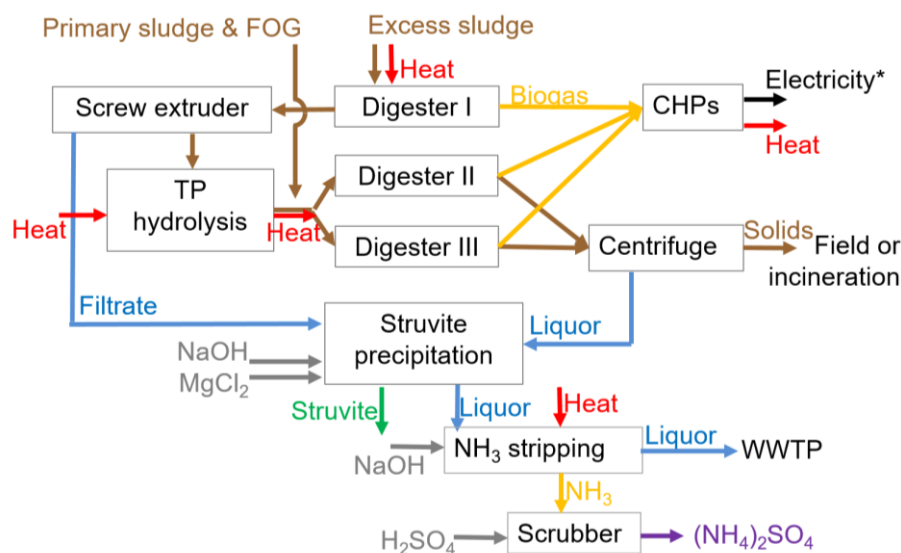 Primary sludge & FOG
Excess sludge
Heat
Electricity*
Screw extruder
Digester I
Biogas
CHPs
Heat
TP
hydrolysis
Digester II
Heat
Heat
Digester III
Centrifuge
Solids
Field or
incineration
Filtrate
Struvite
precipitation
Liquor
NaOH
MgCl₂
Struvite
Liquor
Heat
NaOH
NH₃ stripping
Liquor
WWTP
NH₃
H₂SO₄
Scrubber
(NH₄)₂SO₄